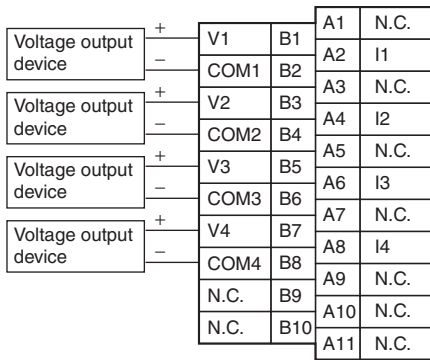 A1 N.C.
+
Voltage output
device
V1 B1
A2 I1
–
COM1 B2
A3 N.C.
+
Voltage output
device
V2 B3
A4 I2
–
COM2 B4
A5 N.C.
+
Voltage output
device
V3 B5
A6 I3
–
COM3 B6
A7 N.C.
+
Voltage output
device
V4 B7
A8 I4
–
COM4 B8
A9 N.C.
N.C. B9
A10 N.C.
N.C. B10
A11 N.C.